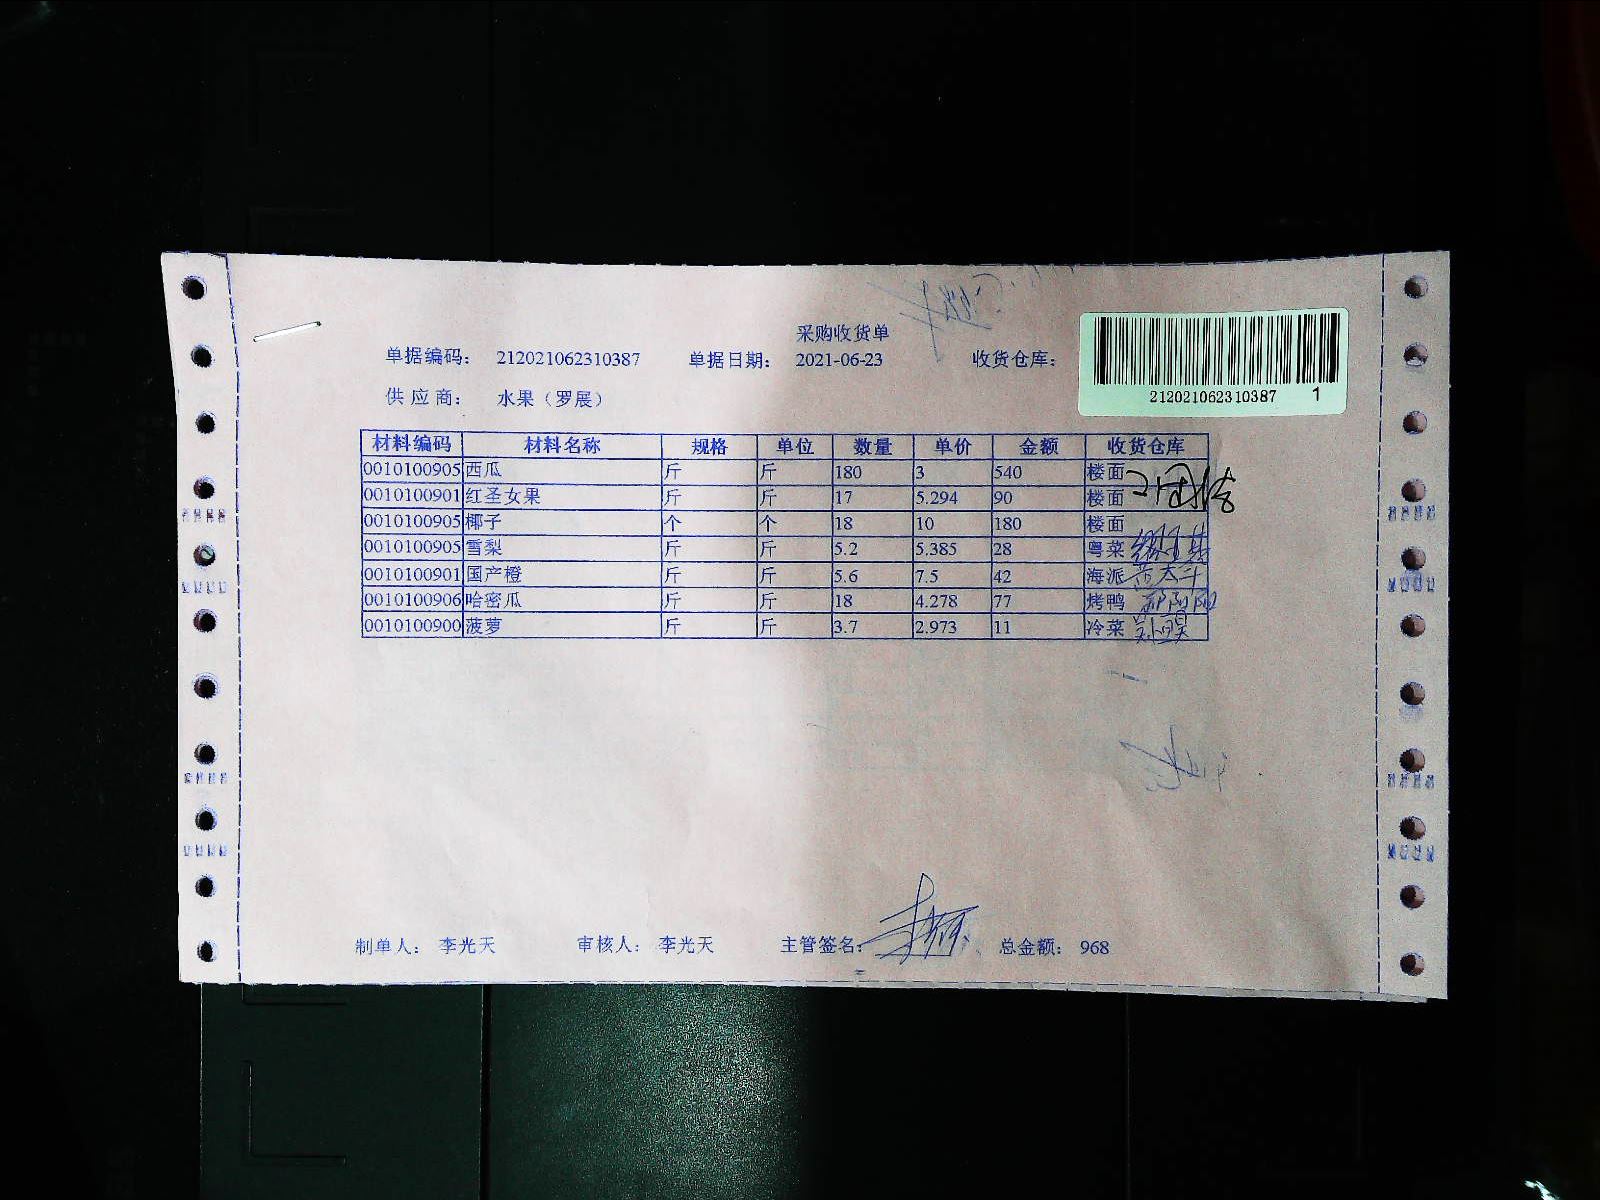 采购收货单
单据编码： 212021062310387 单据日期： 2021-06-23 收货仓库：
212021062310387 1
供应商： 水果（罗展）
材料编码 材料名称 规格 单位 数量 单价 金额 收货仓库
0010100905 西瓜 斤 斤 180 3 540 楼面
0010100901 红圣女果 斤 斤 17 5.294 90 楼面
0010100905 椰子 个 个 18 10 180 楼面
0010100905 雪梨 斤 斤 5.2 5.385 28 粤菜
0010100901 国产橙 斤 斤 5.6 7.5 42 海派
0010100906 哈密瓜 斤 斤 18 4.278 77 烤鸭
0010100900 菠萝 斤 斤 3.7 2.973 11 冷菜
制单人： 李光天 审核人： 李光天 主管签名： 总金额： 968